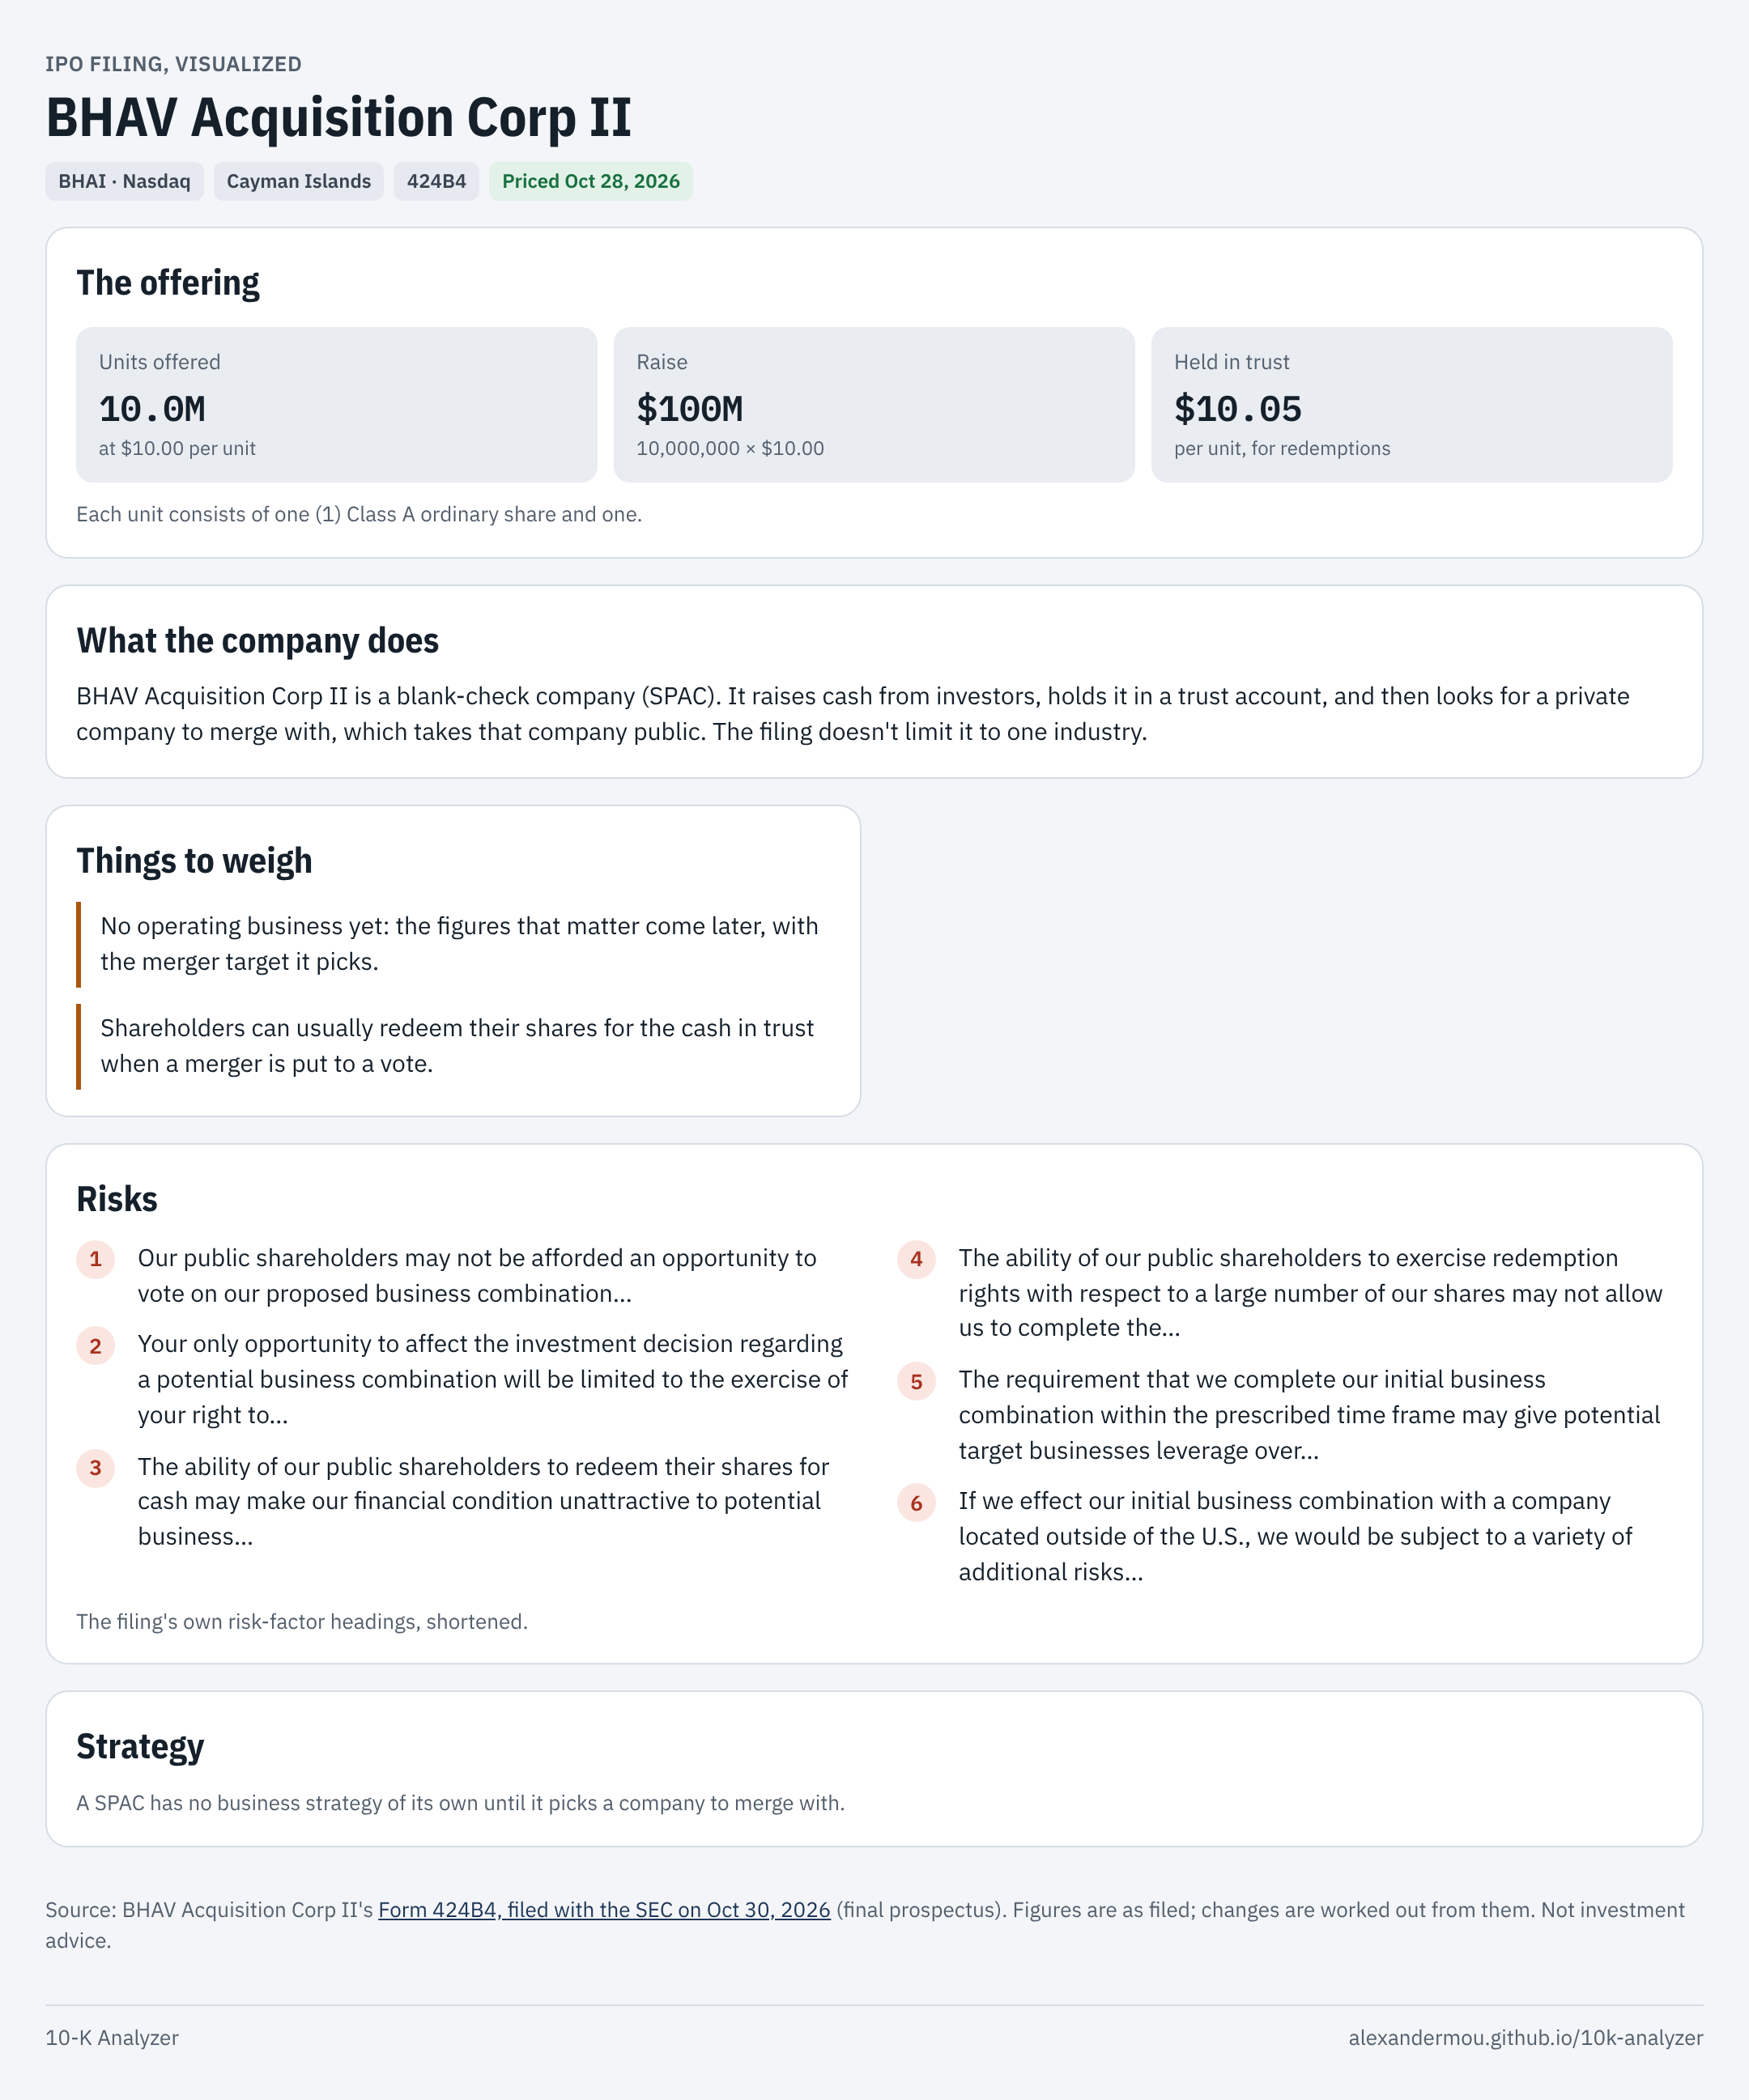 IPO FILING, VISUALIZED
BHAV Acquisition Corp II
BHAI · Nasdaq
Cayman Islands
424B4
Priced Oct 28, 2026
The offering
Units offered
10.0M
at $10.00 per unit
Raise
$100M
10,000,000 × $10.00
Held in trust
$10.05
per unit, for redemptions
Each unit consists of one (1) Class A ordinary share and one.
What the company does
BHAV Acquisition Corp II is a blank-check company (SPAC). It raises cash from investors, holds it in a trust account, and then looks for a private
company to merge with, which takes that company public. The filing doesn't limit it to one industry.
Things to weigh
No operating business yet: the figures that matter come later, with
the merger target it picks.
Shareholders can usually redeem their shares for the cash in trust
when a merger is put to a vote.
Risks
1 Our public shareholders may not be afforded an opportunity to
vote on our proposed business combination...
2 Your only opportunity to affect the investment decision regarding
a potential business combination will be limited to the exercise of
your right to...
3 The ability of our public shareholders to redeem their shares for
cash may make our financial condition unattractive to potential
business...
4 The ability of our public shareholders to exercise redemption
rights with respect to a large number of our shares may not allow
us to complete the...
5 The requirement that we complete our initial business
combination within the prescribed time frame may give potential
target businesses leverage over...
6 If we effect our initial business combination with a company
located outside of the U.S., we would be subject to a variety of
additional risks...
The filing's own risk-factor headings, shortened.
Strategy
A SPAC has no business strategy of its own until it picks a company to merge with.
Source: BHAV Acquisition Corp II's Form 424B4, filed with the SEC on Oct 30, 2026 (final prospectus). Figures are as filed; changes are worked out from them. Not investment
advice.
10-K Analyzer
alexandermou.github.io/10k-analyzer